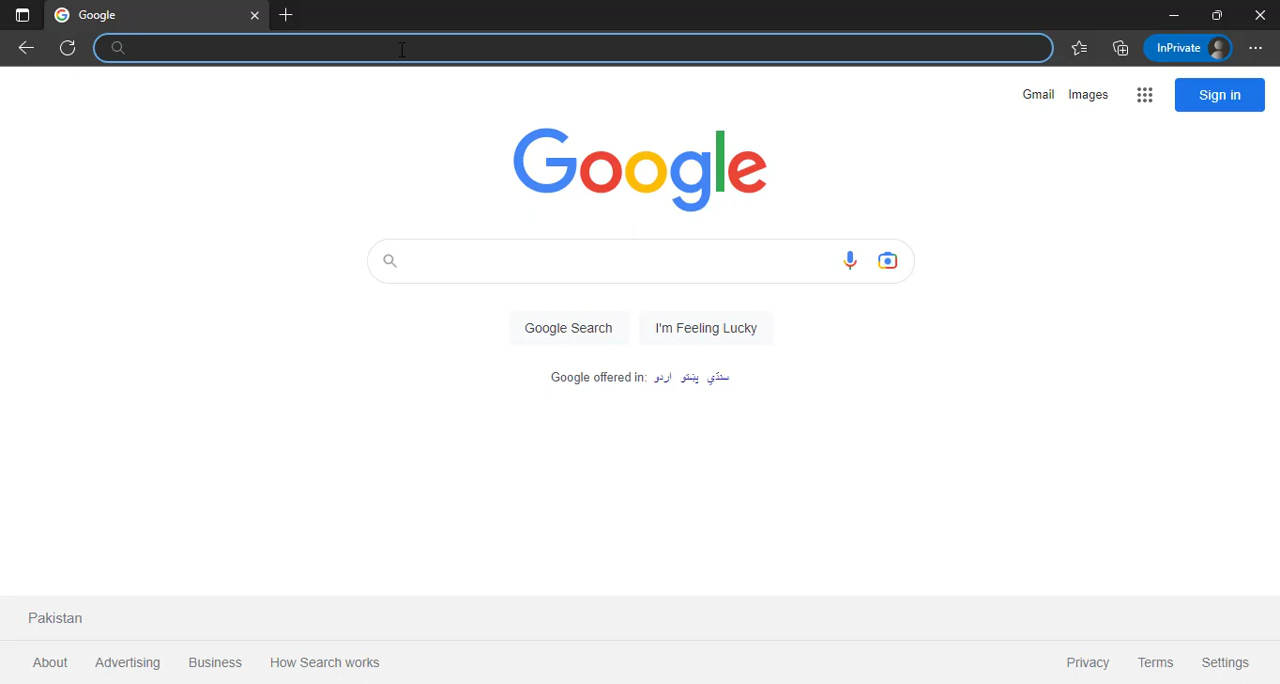 Google
InPrivate
Gmail Images Sign in
Google
Google Search I'm Feeling Lucky
Google offered in: اردو پښتو سنڌي
Pakistan
About Advertising Business How Search works Privacy Terms Settings